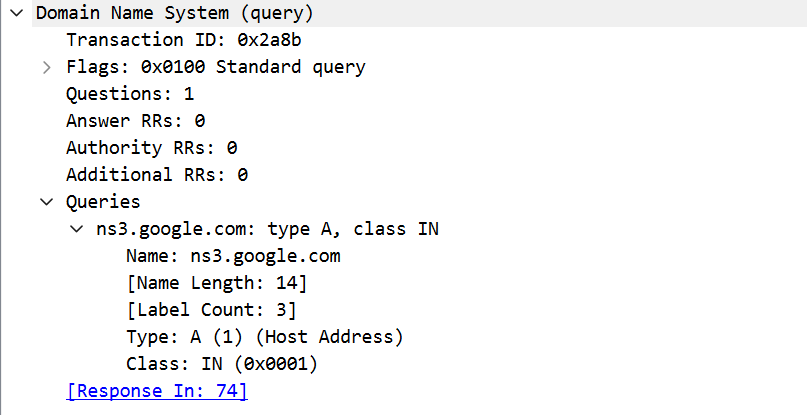 Domain Name System (query)
Transaction ID: 0x2a8b
Flags: 0x0100 Standard query
Questions: 1
Answer RRs: 0
Authority RRs: 0
Additional RRs: 0
Queries
ns3.google.com: type A, class IN
Name: ns3.google.com
[Name Length: 14]
[Label Count: 3]
Type: A (1) (Host Address)
Class: IN (0x0001)
[Response In: 74]